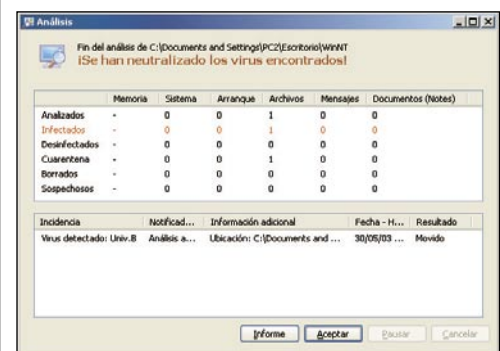 Análisis
Fin del análisis de C:\Documents and Settings\PC2\Escritorio\WinNT
¡Se han neutralizado los virus encontrados!
Memoria Sistema Arranque Archivos Mensajes Documentos (Notes)
Analizados - 0 0 1 0 0
Infectados - 0 0 1 0 0
Desinfectados - 0 0 0 0 0
Cuarentena - 0 0 1 0 0
Borrados - 0 0 0 0 0
Sospechosos - 0 0 0 0 0
Incidencia Notificad... Información adicional Fecha - H... Resultado
Virus detectado: Univ.B Análisis a... Ubicación: C:\Documents and ... 30/05/03 ... Movido
Informe Aceptar Pausar Cancelar